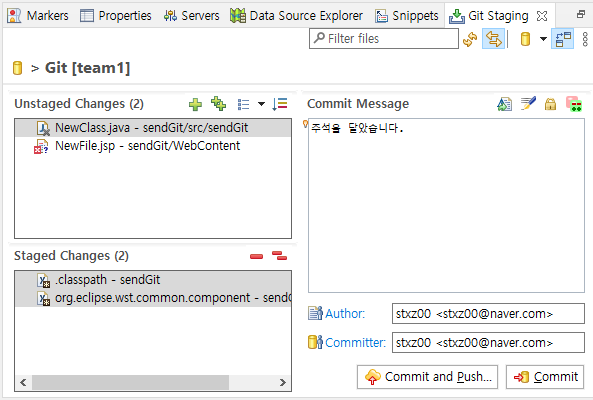 Markers Properties Servers Data Source Explorer Snippets Git Staging
Filter files
> Git [team1]
Unstaged Changes (2)
NewClass.java - sendGit/src/sendGit
NewFile.jsp - sendGit/WebContent
Staged Changes (2)
.classpath - sendGit
org.eclipse.wst.common.component - send
Commit Message
주석을 달았습니다.
Author: stxz00 <stxz00@naver.com>
Committer: stxz00 <stxz00@naver.com>
Commit and Push... Commit